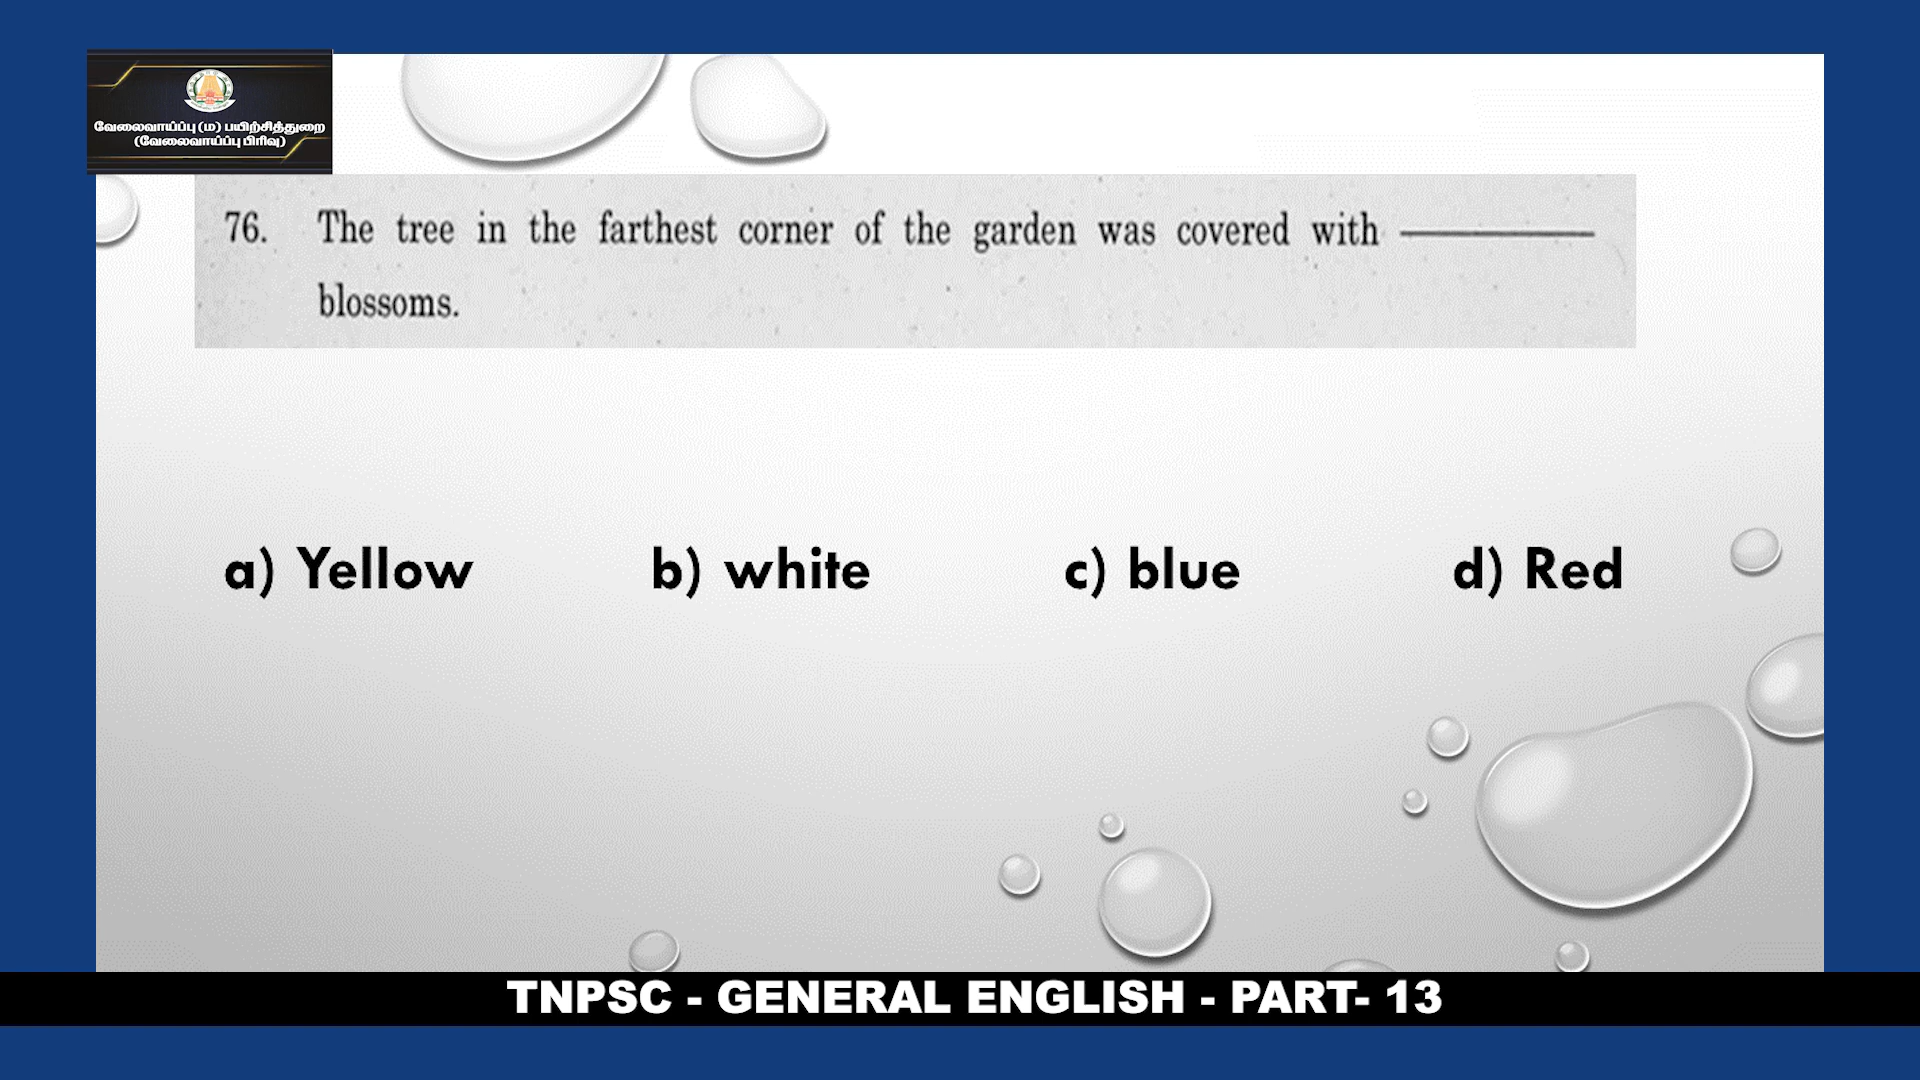 வேலைவாய்ப்பு (ம) பயிற்சித்துறை
(வேலைவாய்ப்பு பிரிவு)
76. The tree in the farthest corner of the garden was covered with ————
blossoms.
a) Yellow b) white c) blue d) Red
TNPSC - GENERAL ENGLISH - PART- 13